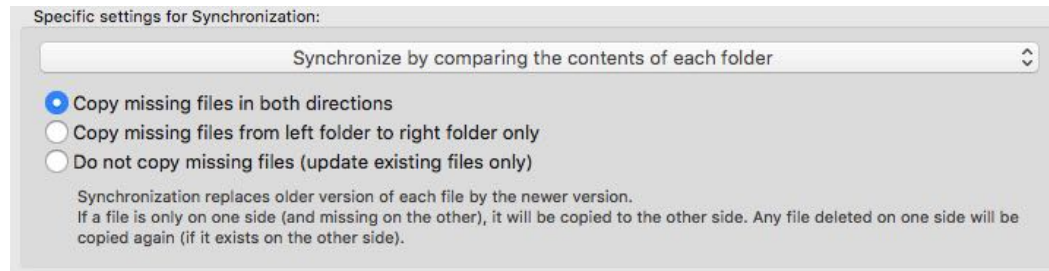 Specific settings for Synchronization:
Synchronize by comparing the contents of each folder
Copy missing files in both directions
Copy missing files from left folder to right folder only
Do not copy missing files (update existing files only)
Synchronization replaces older version of each file by the newer version.
If a file is only on one side (and missing on the other), it will be copied to the other side. Any file deleted on one side will be
copied again (if it exists on the other side).